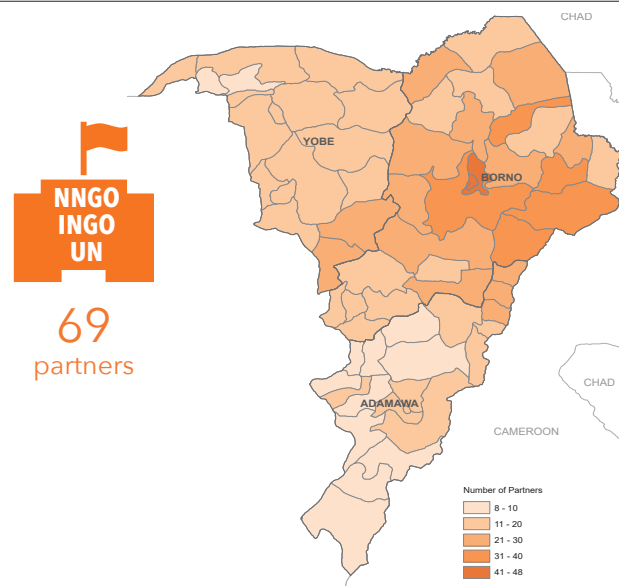 CHAD
YOBE
BORNO
NNGO
INGO
UN
69
partners
ADAMAWA
CHAD
CAMEROON
Number of Partners
8 - 10
11 - 20
21 - 30
31 - 40
41 - 48